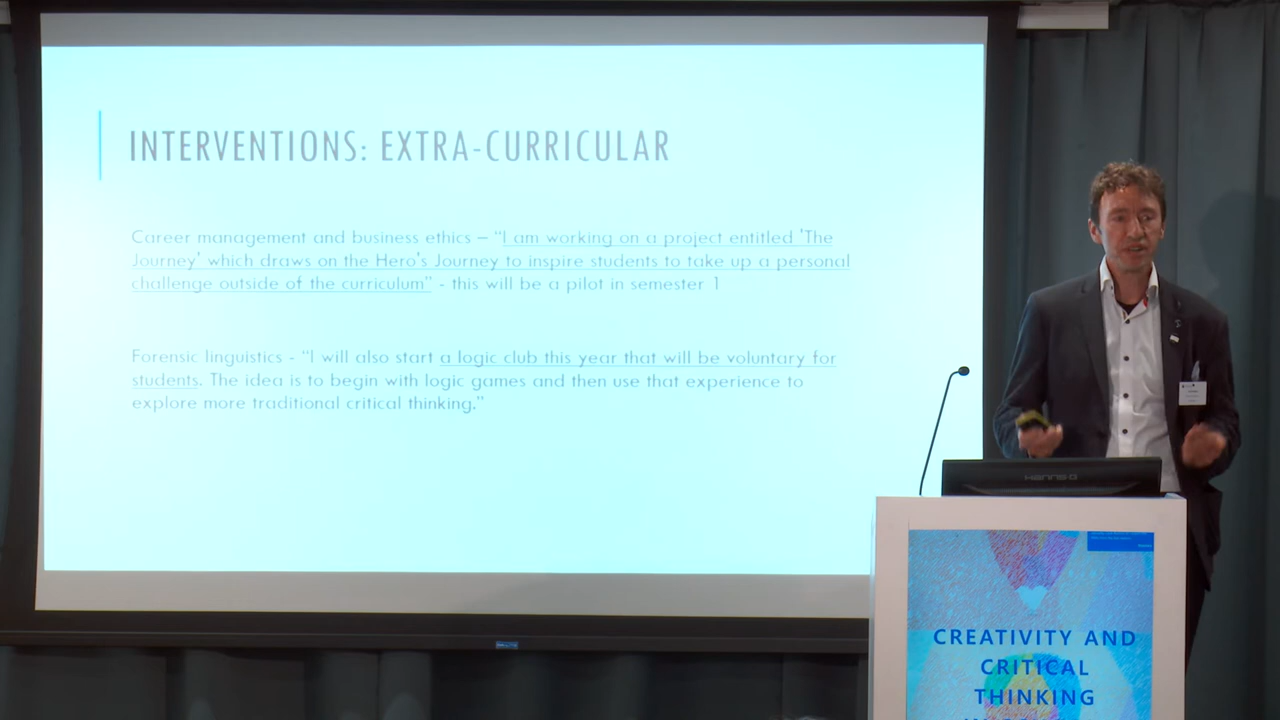 INTERVENTIONS: EXTRA-CURRICULAR
Career management and business ethics – “I am working on a project entitled 'The
Journey' which draws on the Hero's Journey to inspire students to take up a personal
challenge outside of the curriculum” - this will be a pilot in semester 1
Forensic linguistics - “I will also start a logic club this year that will be voluntary for
students. The idea is to begin with logic games and then use that experience to
explore more traditional critical thinking.”
HANNS-G
CREATIVITY AND
CRITICAL
THINKING